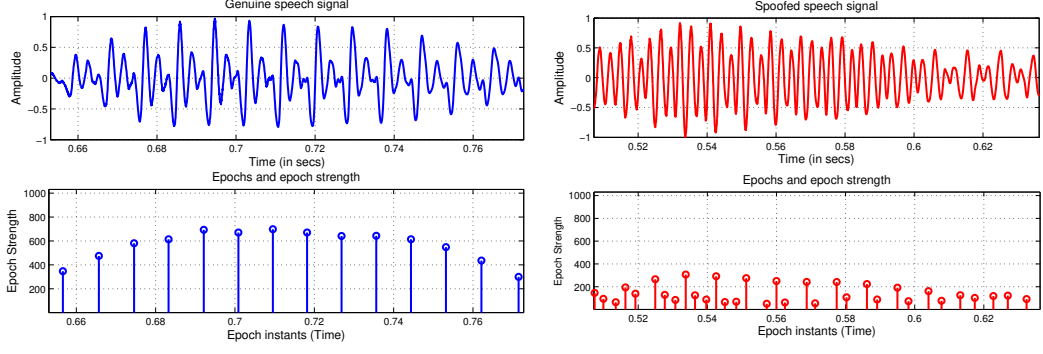 Genuine speech signal
Amplitude
1
0.5
0
−0.5
−1
0.66 0.68 0.7 0.72 0.74 0.76
Time (in secs)
Epochs and epoch strength
Epoch Strength
1000
800
600
400
200
0.66 0.68 0.7 0.72 0.74 0.76
Epoch instants (Time)
Spoofed speech signal
Amplitude
1
0.5
0
−0.5
−1
0.52 0.54 0.56 0.58 0.6 0.62
Time (in secs)
Epochs and epoch strength
Epoch Strength
1000
800
600
400
200
0.52 0.54 0.56 0.58 0.6 0.62
Epoch instants (Time)